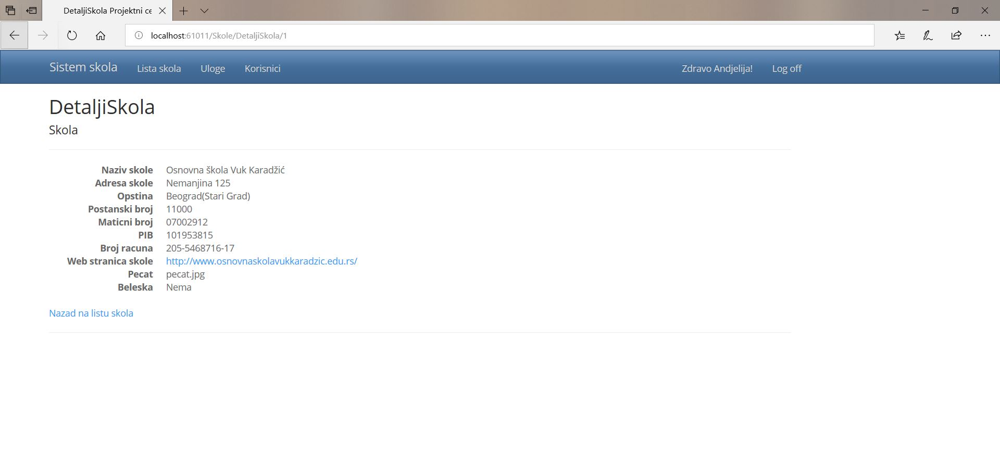 DetaljiSkola Projektni ce
localhost:61011/Skole/DetaljiSkola/1
Sistem skola Lista skola Uloge Korisnici Zdravo Andjelija! Log off
DetaljiSkola
Skola
Naziv skole Osnovna škola Vuk Karadžić
Adresa skole Nemanjina 125
Opstina Beograd(Stari Grad)
Postanski broj 11000
Maticni broj 07002912
PIB 101953815
Broj racuna 205-5468716-17
Web stranica skole http://www.osnovnaskolavukkaradzic.edu.rs/
Pecat pecat.jpg
Beleska Nema
Nazad na listu skola